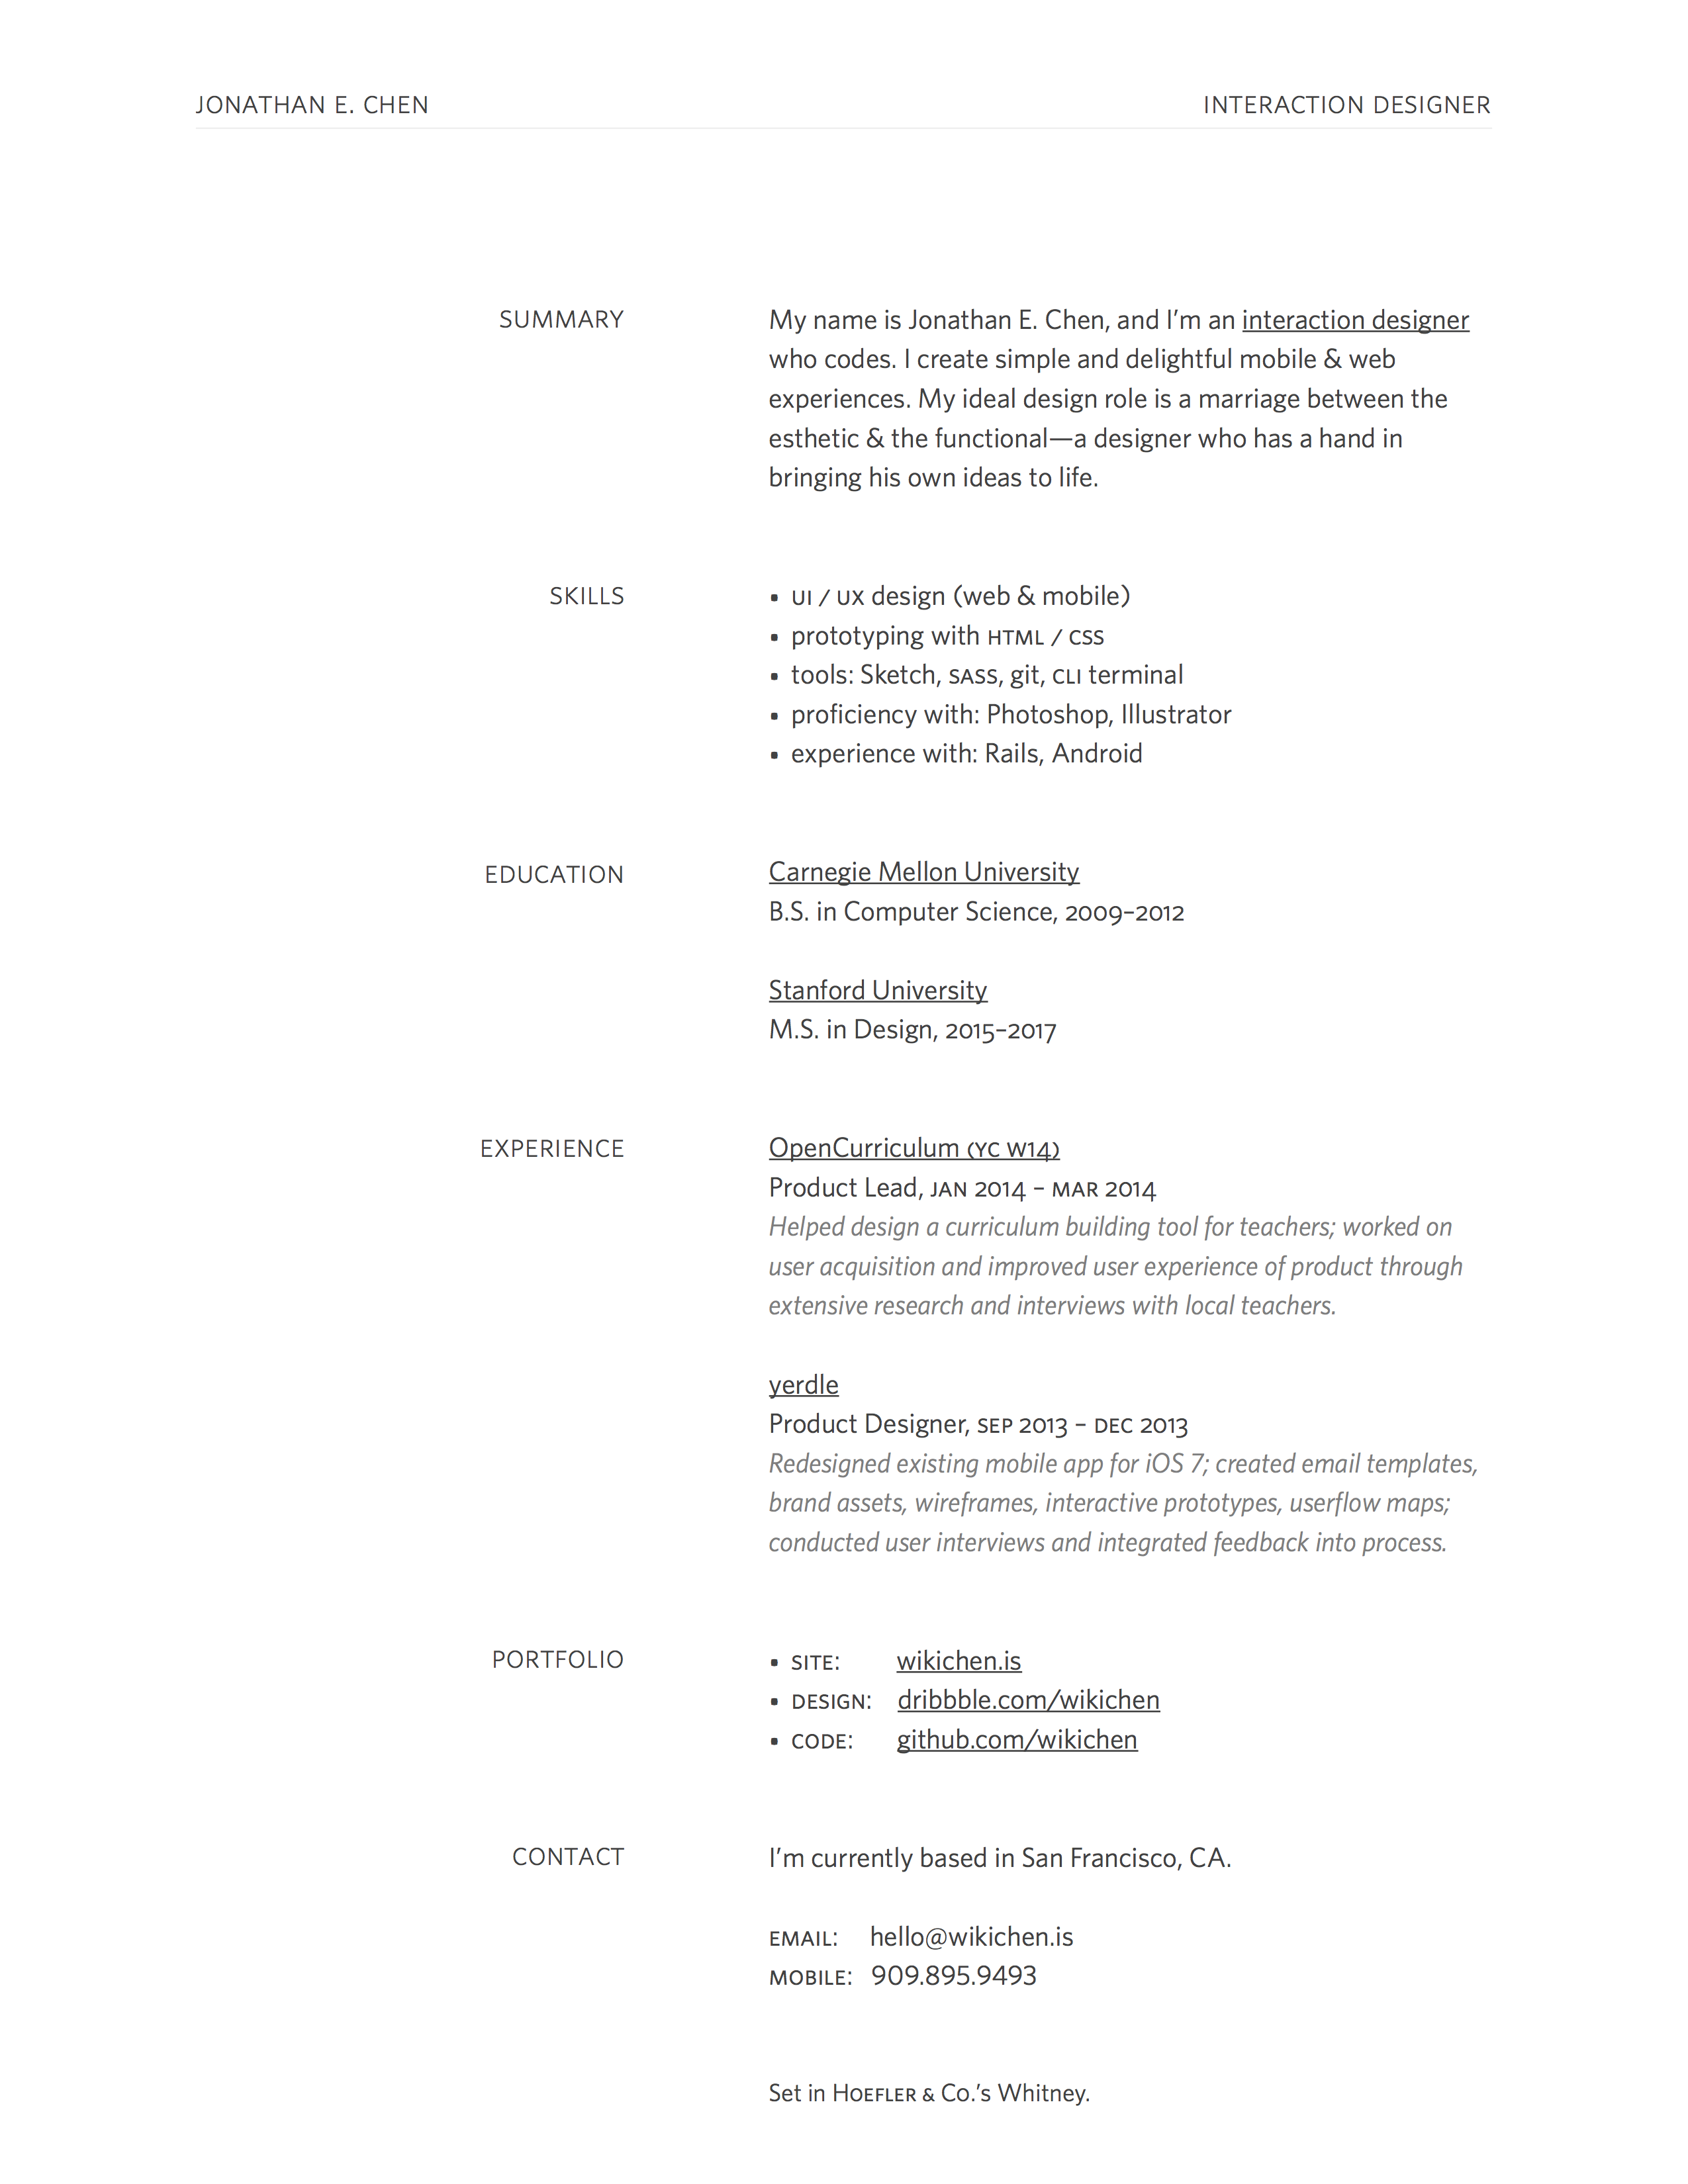 JONATHAN E. CHEN
INTERACTION DESIGNER
SUMMARY
My name is Jonathan E. Chen, and I’m an interaction designer
who codes. I create simple and delightful mobile & web
experiences. My ideal design role is a marriage between the
esthetic & the functional—a designer who has a hand in
bringing his own ideas to life.
SKILLS
▪ UI / UX design (web & mobile)
▪ prototyping with HTML / CSS
▪ tools: Sketch, SASS, git, CLI terminal
▪ proficiency with: Photoshop, Illustrator
▪ experience with: Rails, Android
EDUCATION
Carnegie Mellon University
B.S. in Computer Science, 2009–2012
Stanford University
M.S. in Design, 2015–2017
EXPERIENCE
OpenCurriculum (YC W14)
Product Lead, JAN 2014 – MAR 2014
Helped design a curriculum building tool for teachers; worked on
user acquisition and improved user experience of product through
extensive research and interviews with local teachers.
yerdle
Product Designer, SEP 2013 – DEC 2013
Redesigned existing mobile app for iOS 7; created email templates,
brand assets, wireframes, interactive prototypes, userflow maps;
conducted user interviews and integrated feedback into process.
PORTFOLIO
▪ SITE: wikichen.is
▪ DESIGN: dribbble.com/wikichen
▪ CODE: github.com/wikichen
CONTACT
I’m currently based in San Francisco, CA.
EMAIL: hello@wikichen.is
MOBILE: 909.895.9493
Set in HOEFLER & Co.’s Whitney.